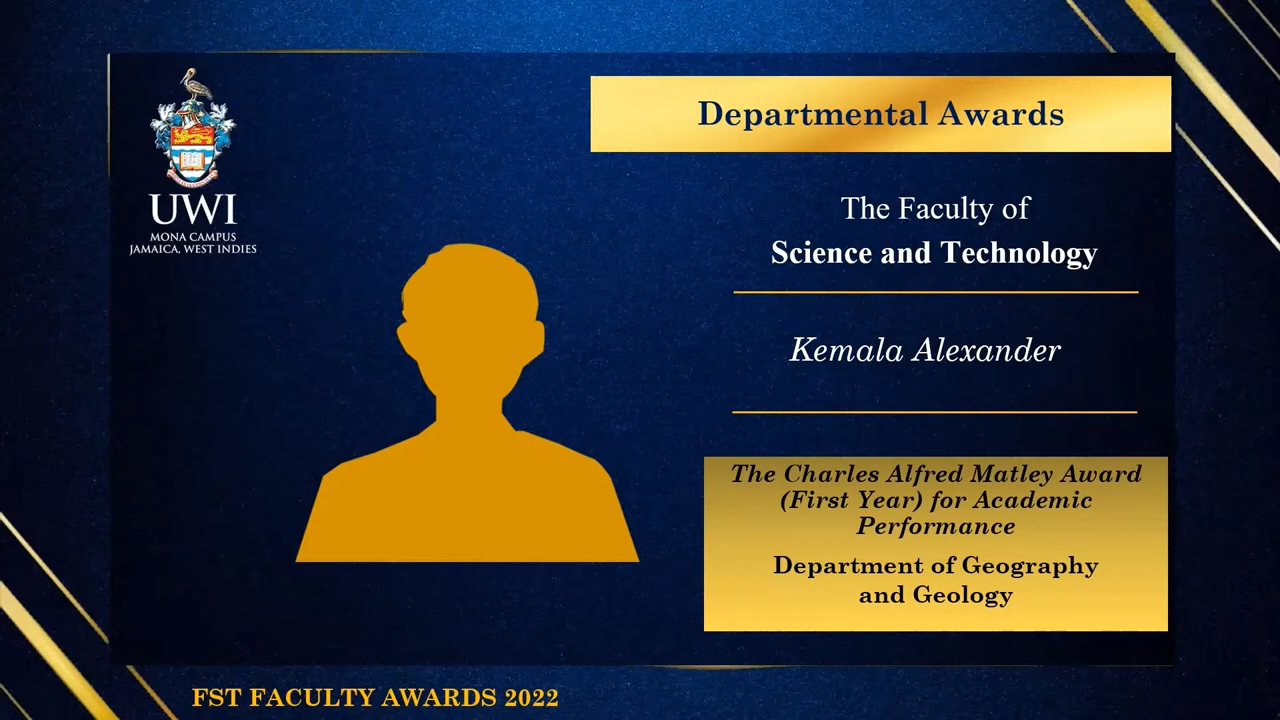 UWI
MONA CAMPUS
JAMAICA, WEST INDIES
Departmental Awards
The Faculty of
Science and Technology
Kemala Alexander
The Charles Alfred Matley Award
(First Year) for Academic
Performance
Department of Geography
and Geology
FST FACULTY AWARDS 2022